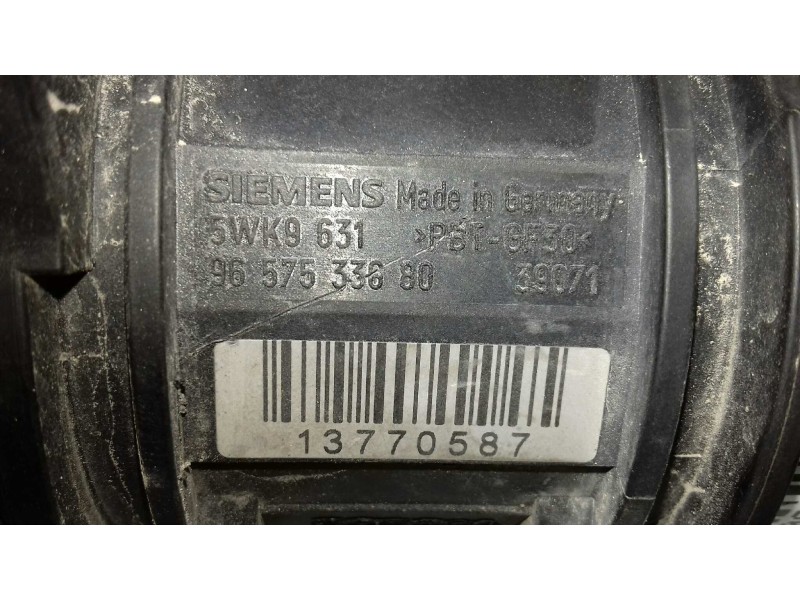 SIEMENS Made in Germany
5WK9 631 >PBT-GF30<
96 575 336 80 39071
13770587